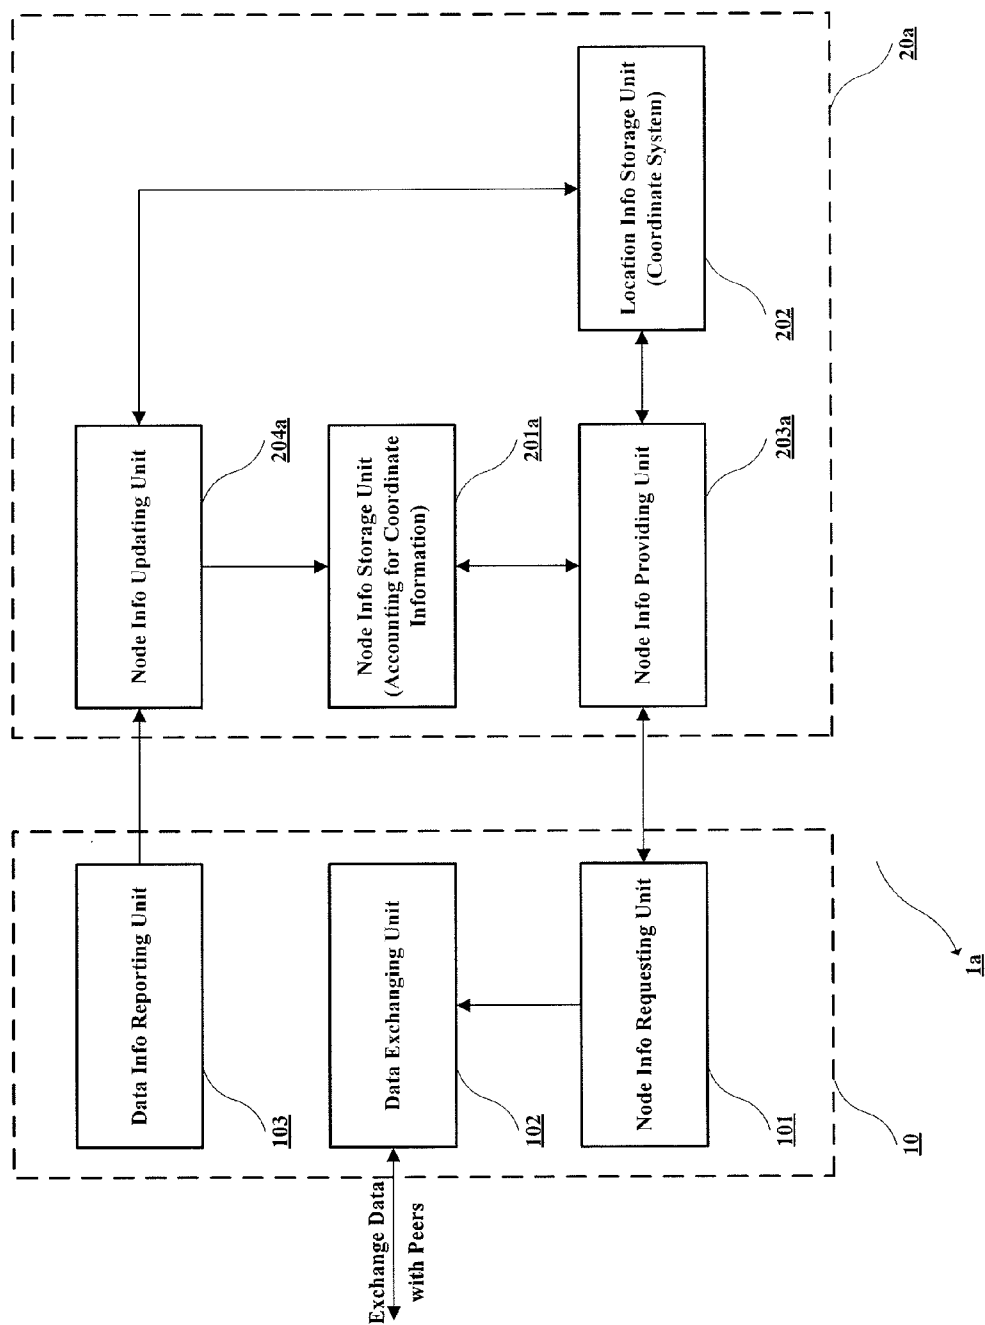 Exchange Data
with Peers
Data Info Reporting Unit
103
Data Exchanging Unit
102
Node Info Requesting Unit
101
10
1a
Node Info Updating Unit
204a
Node Info Storage Unit
(Accounting for Coordinate
Information)
201a
Node Info Providing Unit
203a
Location Info Storage Unit
(Coordinate System)
202
20a